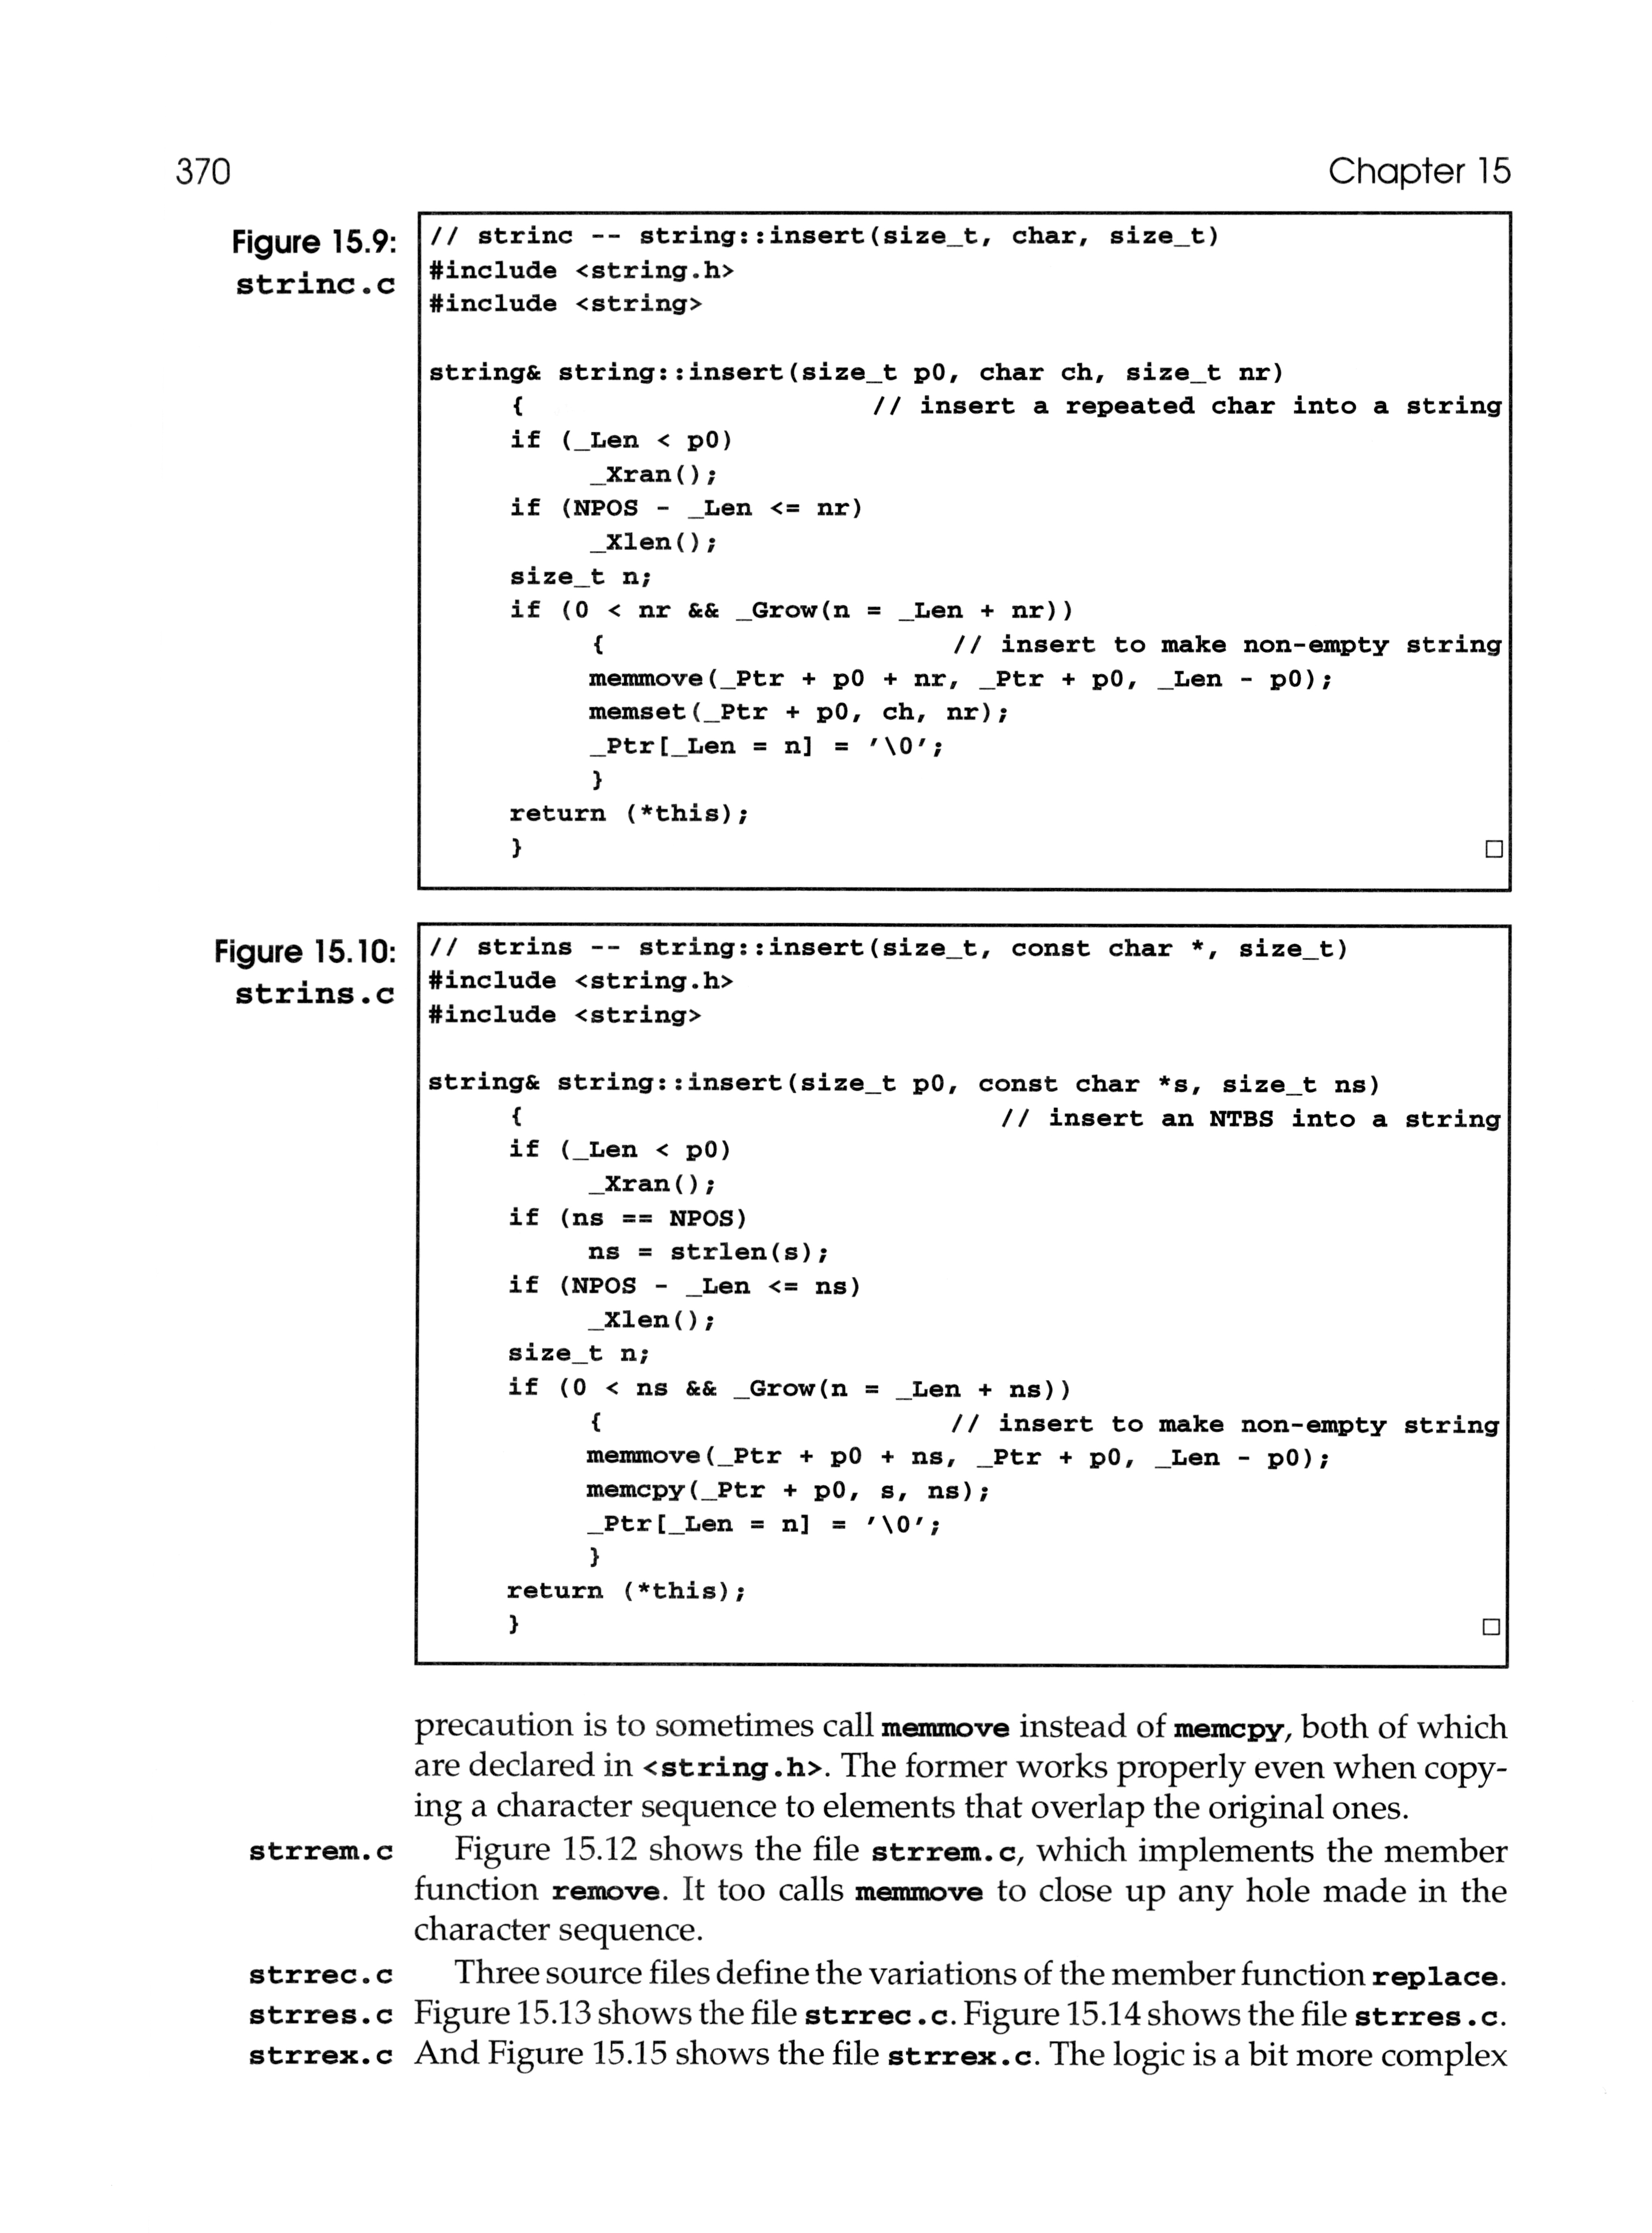 370
Chapter 15
Figure 15.9:
strinc.c
// strinc -- string::insert(size_t, char, size_t)
#include <string.h>
#include <string>
string& string::insert(size_t p0, char ch, size_t nr)
{ // insert a repeated char into a string
if (_Len < p0)
_Xran();
if (NPOS - _Len <= nr)
_Xlen();
size_t n;
if (0 < nr && _Grow(n = _Len + nr))
{ // insert to make non-empty string
memmove(_Ptr + p0 + nr, _Ptr + p0, _Len - p0);
memset(_Ptr + p0, ch, nr);
_Ptr[_Len = n] = '\0';
}
return (*this);
} □
Figure 15.10:
strins.c
// strins -- string::insert(size_t, const char *, size_t)
#include <string.h>
#include <string>
string& string::insert(size_t p0, const char *s, size_t ns)
{ // insert an NTBS into a string
if (_Len < p0)
_Xran();
if (ns == NPOS)
ns = strlen(s);
if (NPOS - _Len <= ns)
_Xlen();
size_t n;
if (0 < ns && _Grow(n = _Len + ns))
{ // insert to make non-empty string
memmove(_Ptr + p0 + ns, _Ptr + p0, _Len - p0);
memcpy(_Ptr + p0, s, ns);
_Ptr[_Len = n] = '\0';
}
return (*this);
} □
precaution is to sometimes call memmove instead of memcpy, both of which
are declared in <string.h>. The former works properly even when copy-
ing a character sequence to elements that overlap the original ones.
strrem.c Figure 15.12 shows the file strrem.c, which implements the member
function remove. It too calls memmove to close up any hole made in the
character sequence.
strrec.c Three source files define the variations of the member function replace.
strres.c Figure 15.13 shows the file strrec.c. Figure 15.14 shows the file strres.c.
strrex.c And Figure 15.15 shows the file strrex.c. The logic is a bit more complex